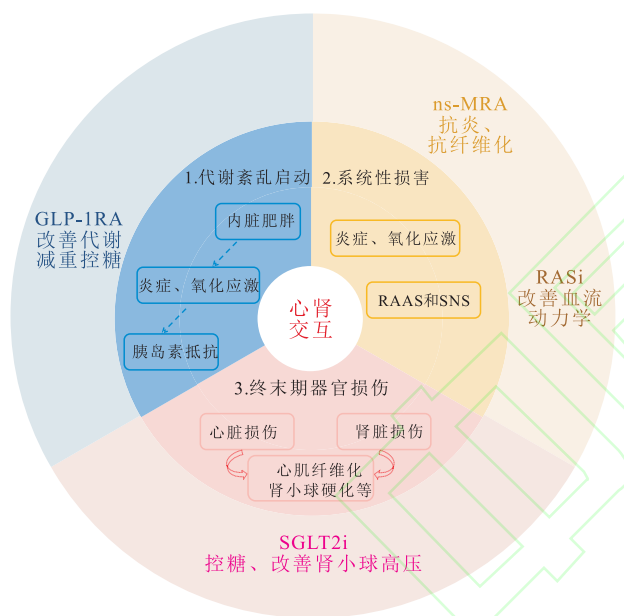 ns-MRA
抗炎、
抗纤维化
1.代谢紊乱启动
2.系统性损害
GLP-1RA
改善代谢
减重控糖
内脏肥胖
炎症、氧化应激
胰岛素抵抗
炎症、氧化应激
RAAS和SNS
RASi
改善血流
动力学
心肾
交互
3.终末期器官损伤
心脏损伤
肾脏损伤
心肌纤维化
肾小球硬化等
SGLT2i
控糖、改善肾小球高压